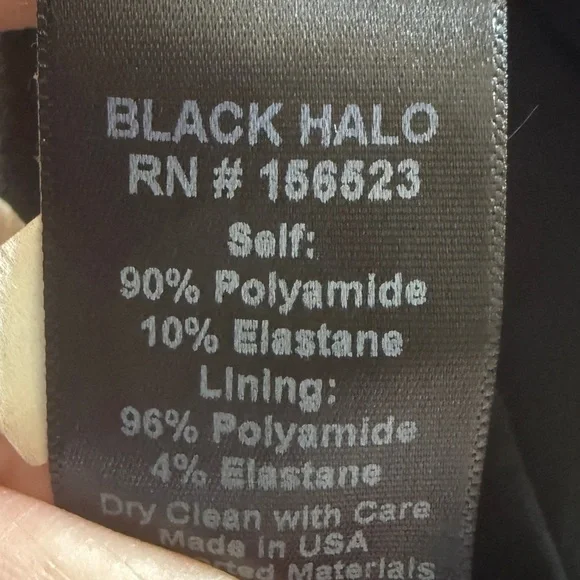 BLACK HALO
RN # 156523
Self:
90% Polyamide
10% Elastane
Lining:
96% Polyamide
4% Elastane
Dry Clean with Care
Made in USA
Materials